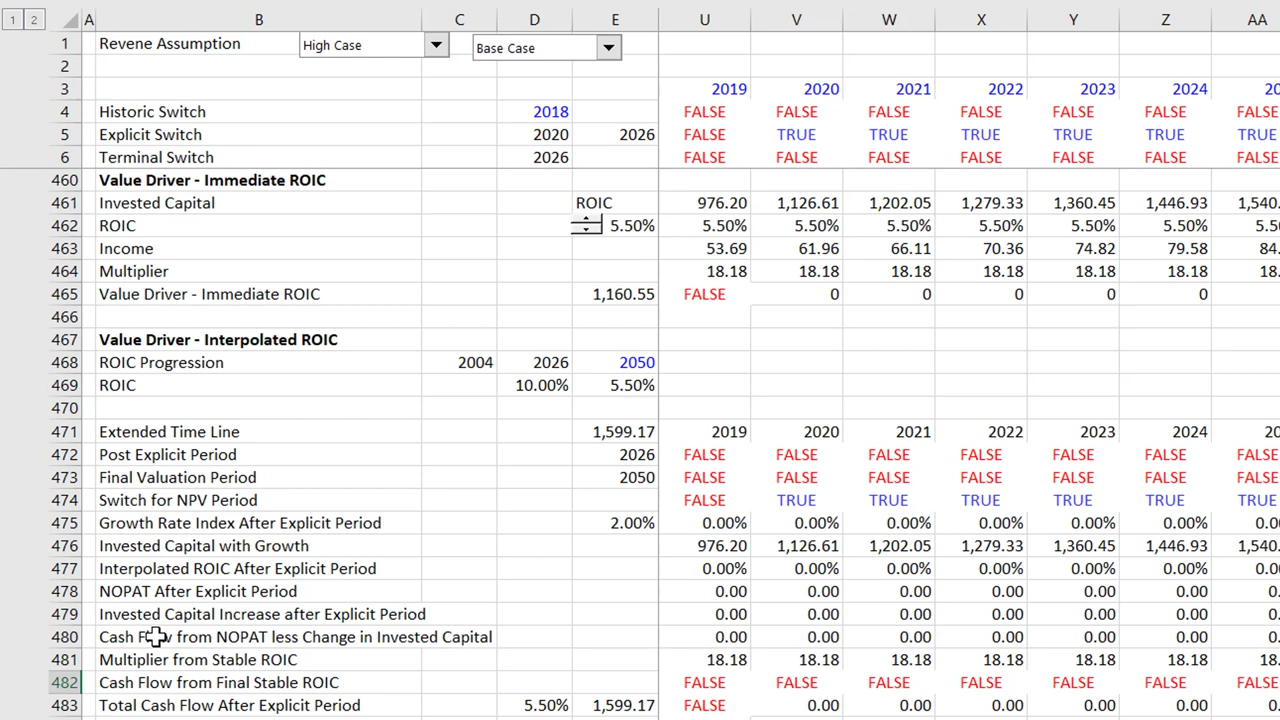 1 2 A B C D E U V W X Y Z AA
1 Revene Assumption High Case Base Case
2
3 2019 2020 2021 2022 2023 2024 20
4 Historic Switch 2018 FALSE FALSE FALSE FALSE FALSE FALSE FALSE
5 Explicit Switch 2020 2026 FALSE TRUE TRUE TRUE TRUE TRUE TRUE
6 Terminal Switch 2026 FALSE FALSE FALSE FALSE FALSE FALSE FALSE
460 Value Driver - Immediate ROIC
461 Invested Capital ROIC 976.20 1,126.61 1,202.05 1,279.33 1,360.45 1,446.93 1,540.
462 ROIC 5.50% 5.50% 5.50% 5.50% 5.50% 5.50% 5.50% 5.5
463 Income 53.69 61.96 66.11 70.36 74.82 79.58 84.
464 Multiplier 18.18 18.18 18.18 18.18 18.18 18.18 18.
465 Value Driver - Immediate ROIC 1,160.55 FALSE 0 0 0 0 0
466
467 Value Driver - Interpolated ROIC
468 ROIC Progression 2004 2026 2050
469 ROIC 10.00% 5.50%
470
471 Extended Time Line 1,599.17 2019 2020 2021 2022 2023 2024 20
472 Post Explicit Period 2026 FALSE FALSE FALSE FALSE FALSE FALSE FALSE
473 Final Valuation Period 2050 FALSE FALSE FALSE FALSE FALSE FALSE FALSE
474 Switch for NPV Period FALSE TRUE TRUE TRUE TRUE TRUE TRUE
475 Growth Rate Index After Explicit Period 2.00% 0.00% 0.00% 0.00% 0.00% 0.00% 0.00% 0.0
476 Invested Capital with Growth 976.20 1,126.61 1,202.05 1,279.33 1,360.45 1,446.93 1,540.
477 Interpolated ROIC After Explicit Period 0.00% 0.00% 0.00% 0.00% 0.00% 0.00% 0.0
478 NOPAT After Explicit Period 0.00 0.00 0.00 0.00 0.00 0.00 0.
479 Invested Capital Increase after Explicit Period 0.00 0.00 0.00 0.00 0.00 0.00 0.
480 Cash Flow from NOPAT less Change in Invested Capital 0.00 0.00 0.00 0.00 0.00 0.00 0.
481 Multiplier from Stable ROIC 18.18 18.18 18.18 18.18 18.18 18.18 18.
482 Cash Flow from Final Stable ROIC FALSE FALSE FALSE FALSE FALSE FALSE FALSE
483 Total Cash Flow After Explicit Period 5.50% 1,599.17 FALSE 0.00 0.00 0.00 0.00 0.00 0.